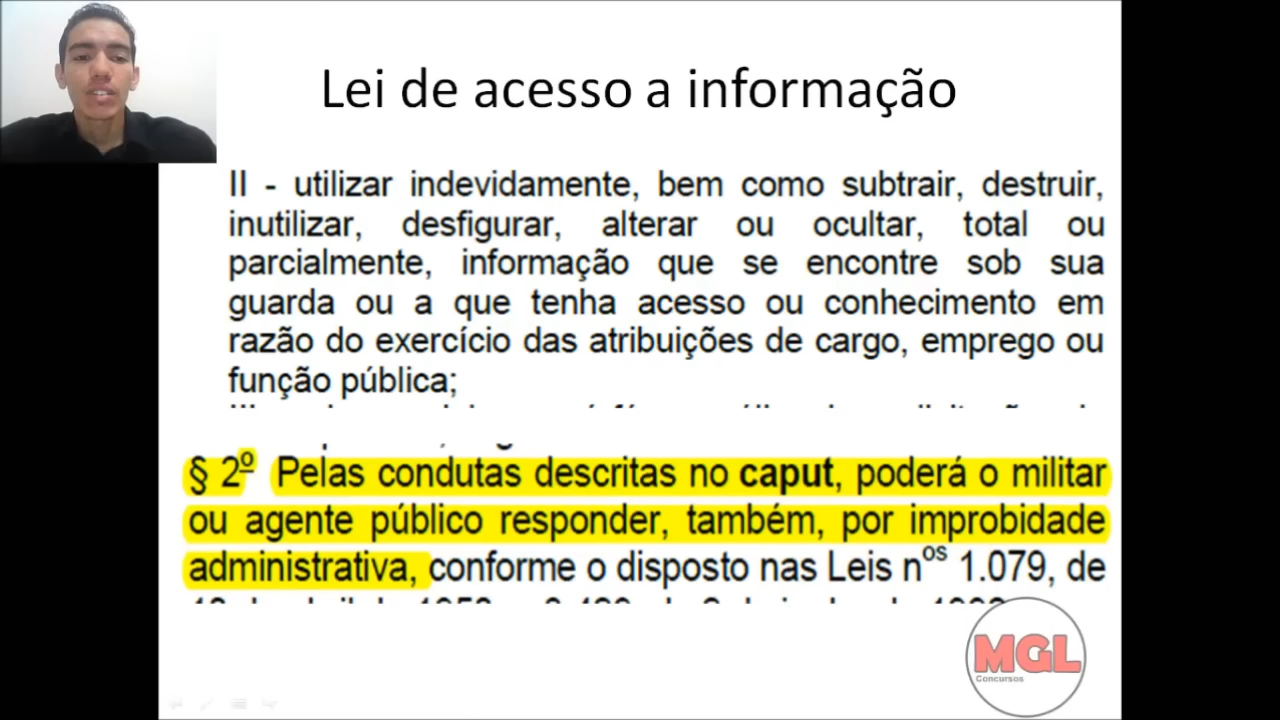 Lei de acesso a informação
II - utilizar indevidamente, bem como subtrair, destruir,
inutilizar, desfigurar, alterar ou ocultar, total ou
parcialmente, informação que se encontre sob sua
guarda ou a que tenha acesso ou conhecimento em
razão do exercício das atribuições de cargo, emprego ou
função pública;
§ 2º Pelas condutas descritas no caput, poderá o militar
ou agente público responder, também, por improbidade
administrativa, conforme o disposto nas Leis nos 1.079, de
MGL
Concursos